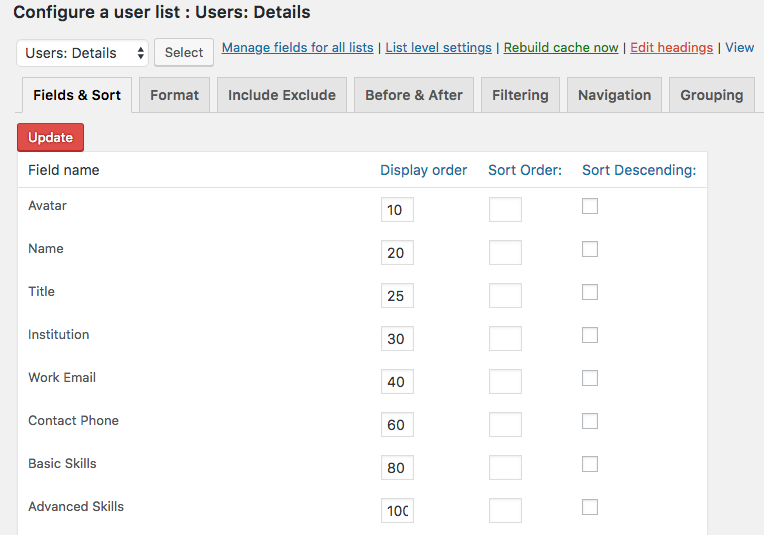 Configure a user list : Users: Details
Users: Details Select Manage fields for all lists | List level settings | Rebuild cache now | Edit headings | View
Fields & Sort Format Include Exclude Before & After Filtering Navigation Grouping
Update
Field name Display order Sort Order: Sort Descending:
Avatar 10
Name 20
Title 25
Institution 30
Work Email 40
Contact Phone 60
Basic Skills 80
Advanced Skills 100